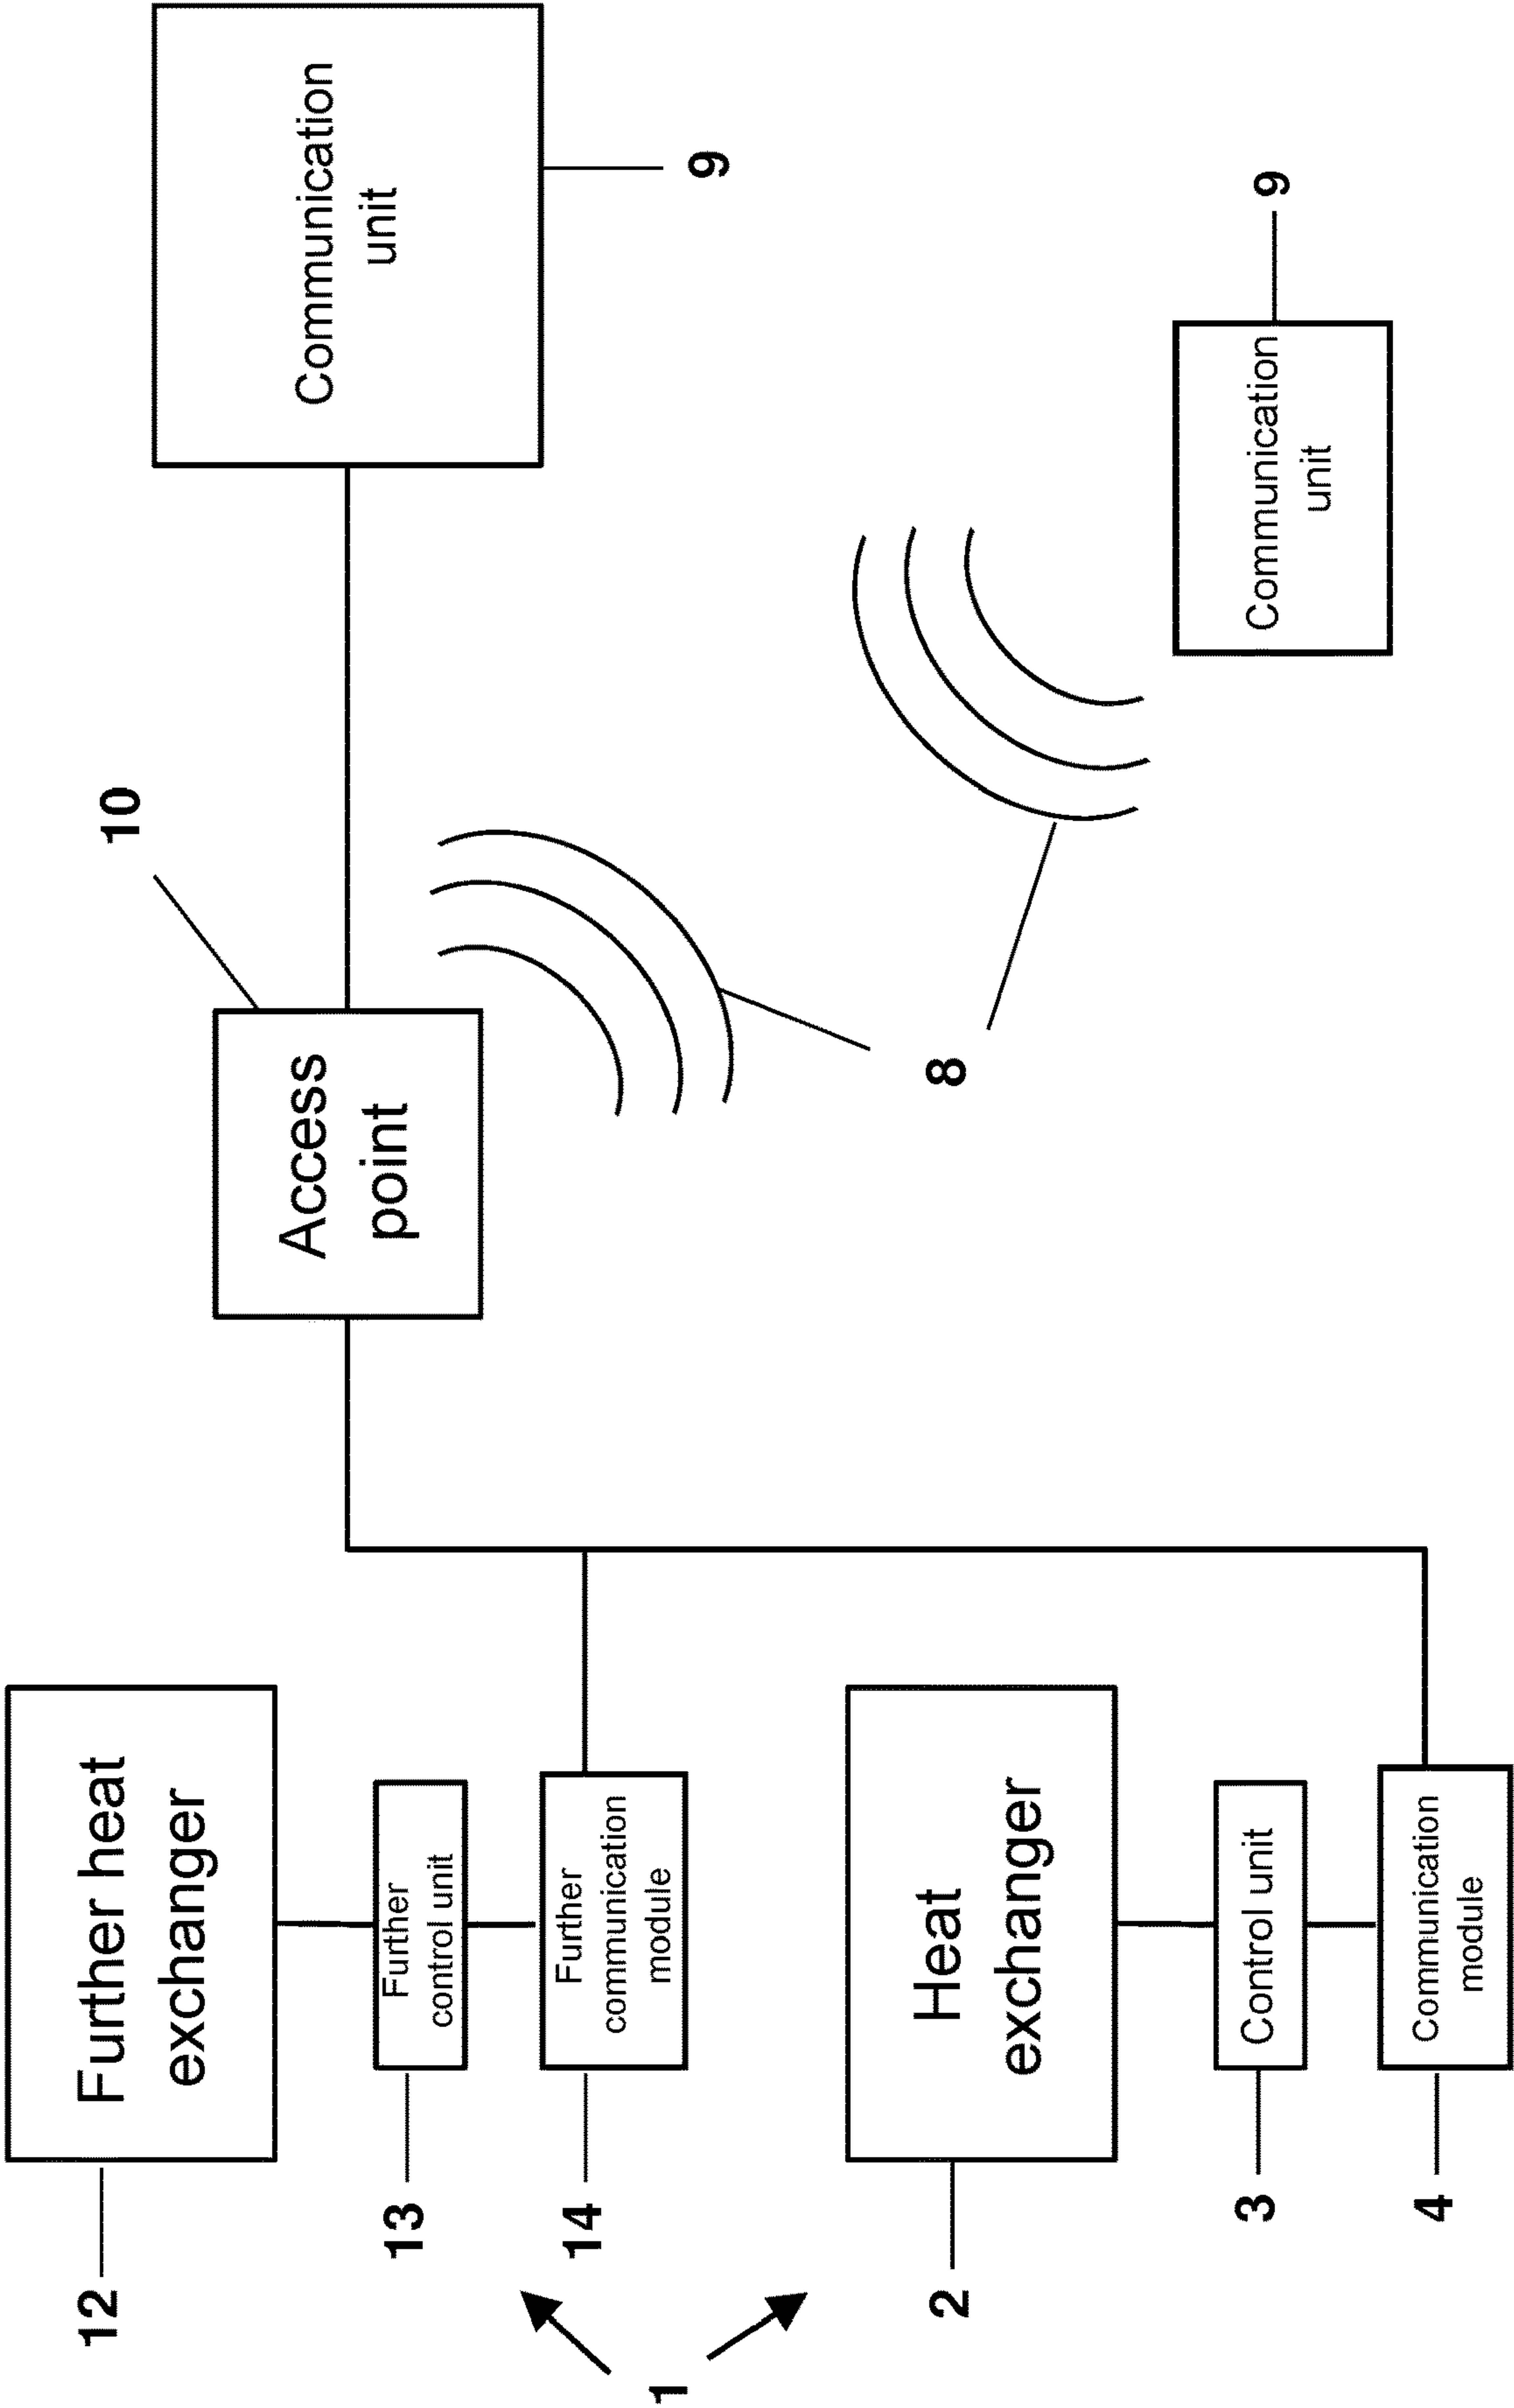 12
Further heat
exchanger
13
Further
control unit
14
Further
communication
module
1
2
Heat
exchanger
3
Control unit
4
Communication
module
10
Access
point
8
Communication
unit
9
Communication
unit
9